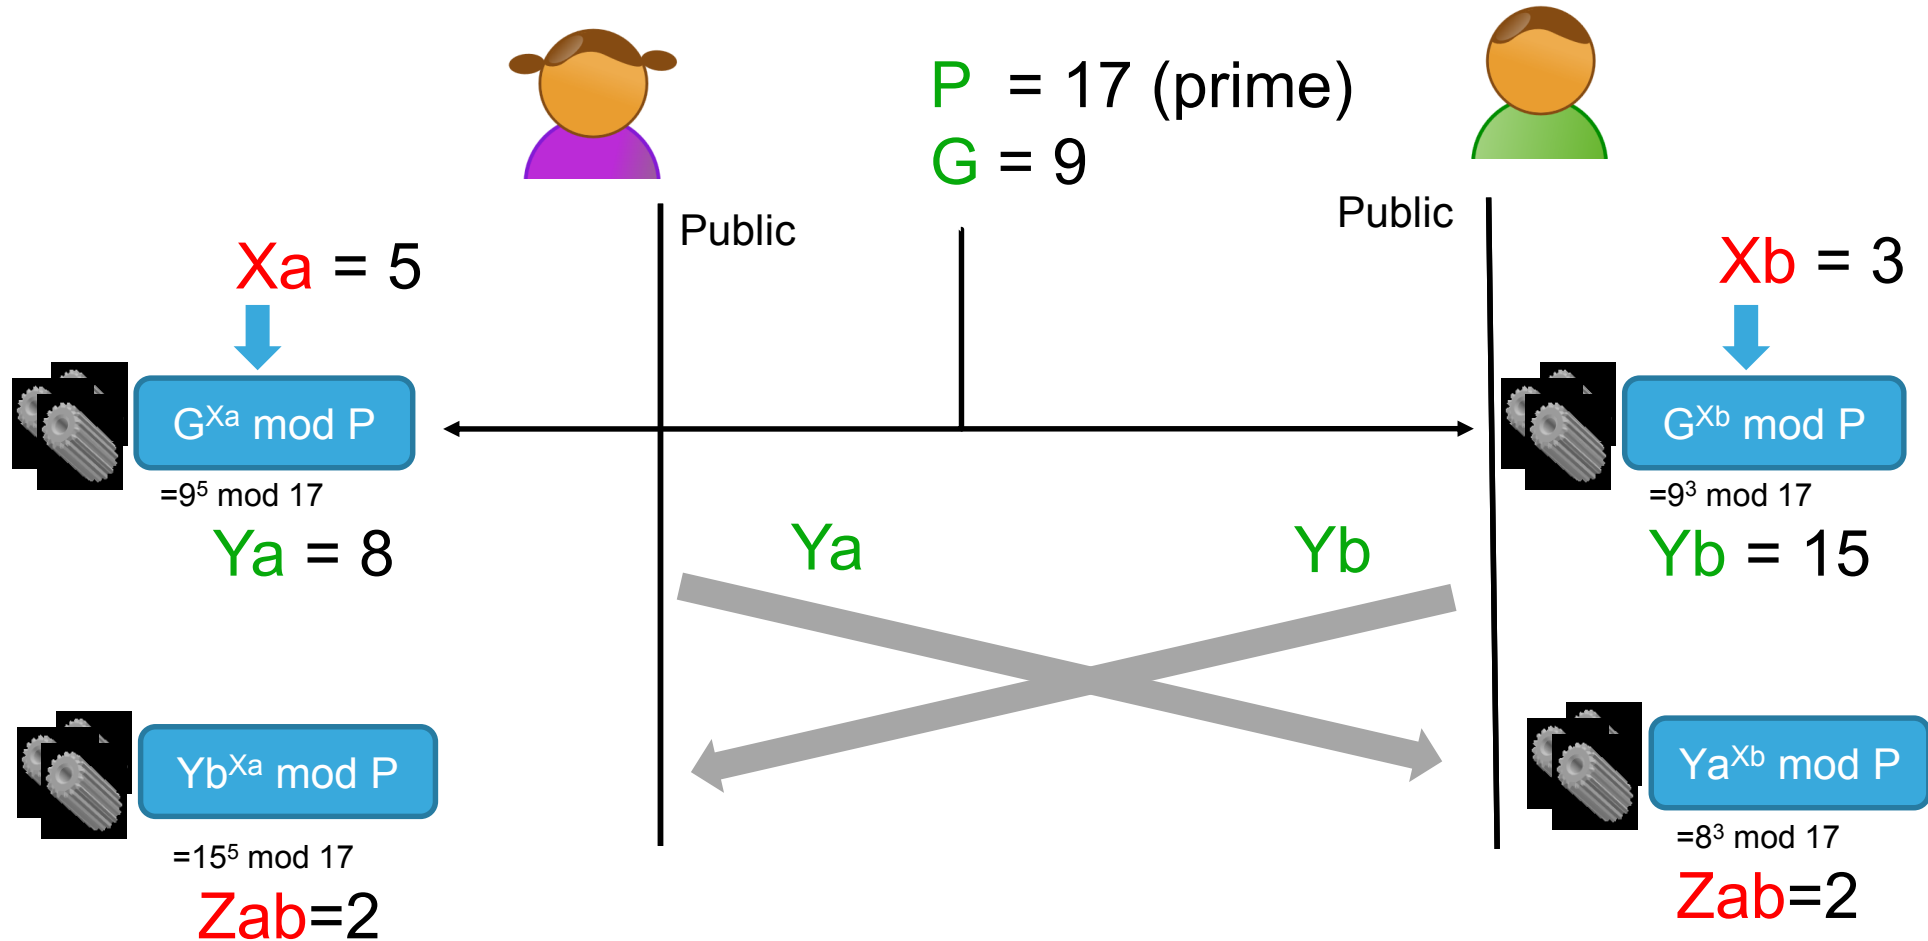 P = 17 (prime)
G = 9
Public
Public
Xa = 5
Xb = 3
G^Xa mod P
G^Xb mod P
=9^5 mod 17
=9^3 mod 17
Ya = 8
Ya
Yb
Yb = 15
Yb^Xa mod P
Ya^Xb mod P
=15^5 mod 17
=8^3 mod 17
Zab=2
Zab=2